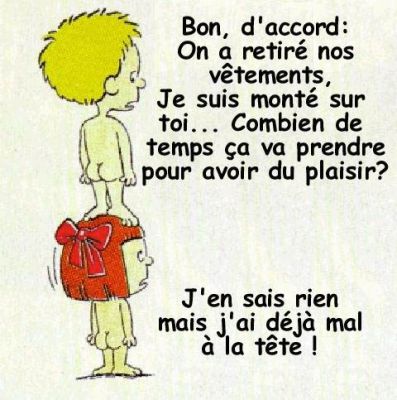 Bon, d'accord:
On a retiré nos
vêtements,
Je suis monté sur
toi... Combien de
temps ça va prendre
pour avoir du plaisir?
J'en sais rien
mais j'ai déjà mal
à la tête !